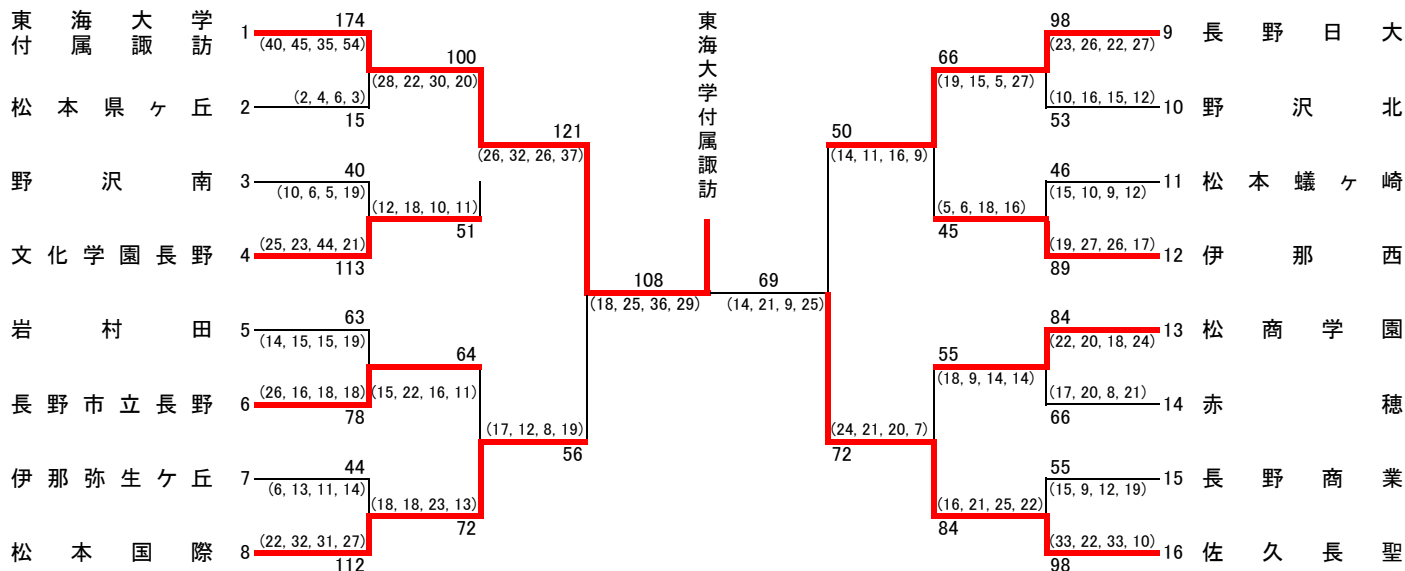 東海大学付属諏訪
東海大学
付属諏訪
1
174
(40, 45, 35, 54)
松本県ヶ丘
2
(2, 4, 6, 3)
15
100
(28, 22, 30, 20)
野沢南
3
40
(10, 6, 5, 19)
文化学園長野
4
(25, 23, 44, 21)
113
(12, 18, 10, 11)
51
121
(26, 32, 26, 37)
岩村田
5
63
(14, 15, 15, 19)
長野市立長野
6
(26, 16, 18, 18)
78
64
(15, 22, 16, 11)
伊那弥生ケ丘
7
44
(6, 13, 11, 14)
松本国際
8
(22, 32, 31, 27)
112
(18, 18, 23, 13)
72
(17, 12, 8, 19)
56
108
(18, 25, 36, 29)
69
(14, 21, 9, 25)
98
(23, 26, 22, 27)
9
長野日大
(10, 16, 15, 12)
53
10
野沢北
66
(19, 15, 5, 27)
46
(15, 10, 9, 12)
11
松本蟻ヶ崎
(19, 27, 26, 17)
89
12
伊那西
(5, 6, 18, 16)
45
50
(14, 11, 16, 9)
84
(22, 20, 18, 24)
13
松商学園
(17, 20, 8, 21)
66
14
赤穂
55
(18, 9, 14, 14)
55
(15, 9, 12, 19)
15
長野商業
(33, 22, 33, 10)
98
16
佐久長聖
(16, 21, 25, 22)
84
(24, 21, 20, 7)
72